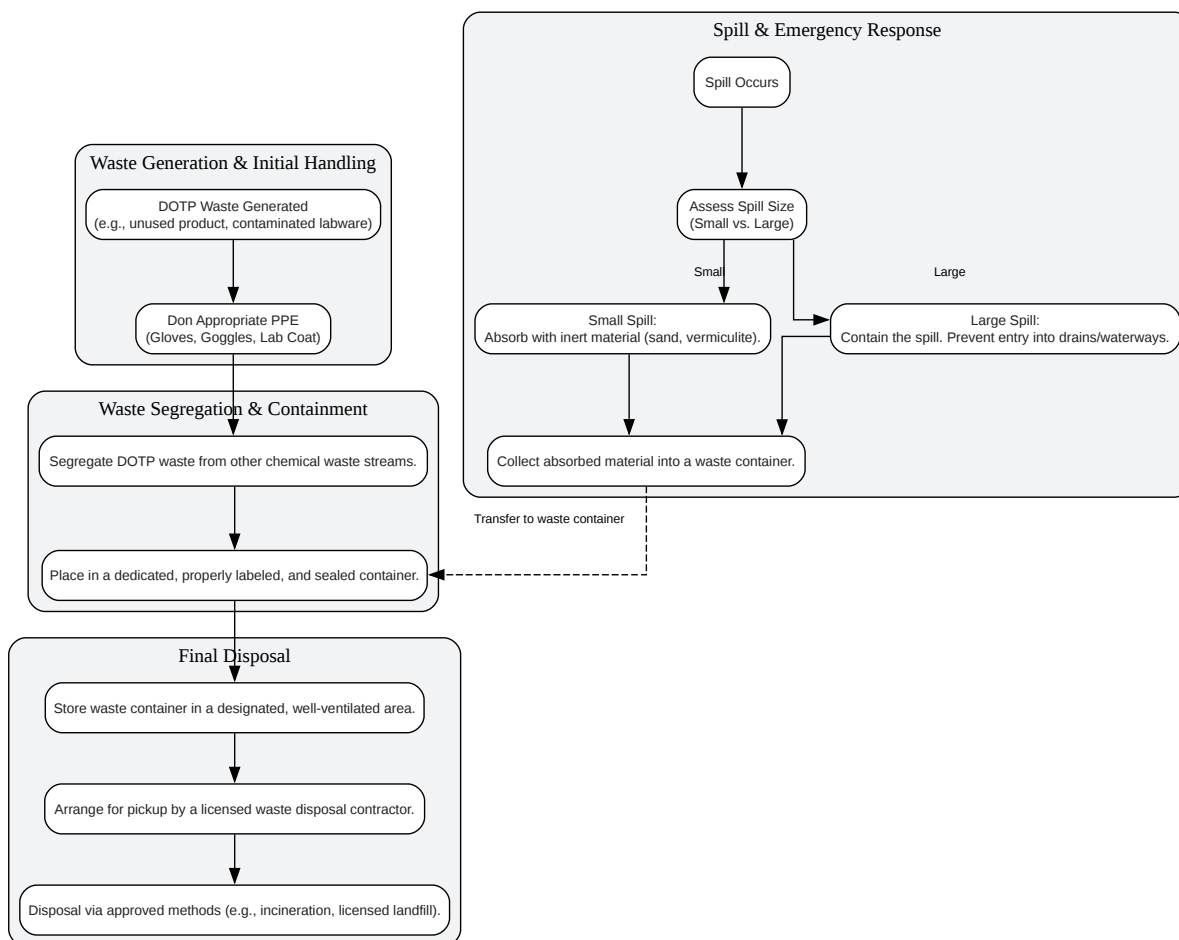 Spill & Emergency Response
Spill Occurs
Waste Generation & Initial Handling
DOTP Waste Generated
(e.g., unused product, contaminated labware)
Assess Spill Size
(Small vs. Large)
Small
Large
Don Appropriate PPE
(Gloves, Goggles, Lab Coat)
Small Spill:
Absorb with inert material (sand, vermiculite).
Large Spill:
Contain the spill. Prevent entry into drains/waterways.
Waste Segregation & Containment
Segregate DOTP waste from other chemical waste streams.
Collect absorbed material into a waste container.
Transfer to waste container
Place in a dedicated, properly labeled, and sealed container.
Final Disposal
Store waste container in a designated, well-ventilated area.
Arrange for pickup by a licensed waste disposal contractor.
Disposal via approved methods (e.g., incineration, licensed landfill).